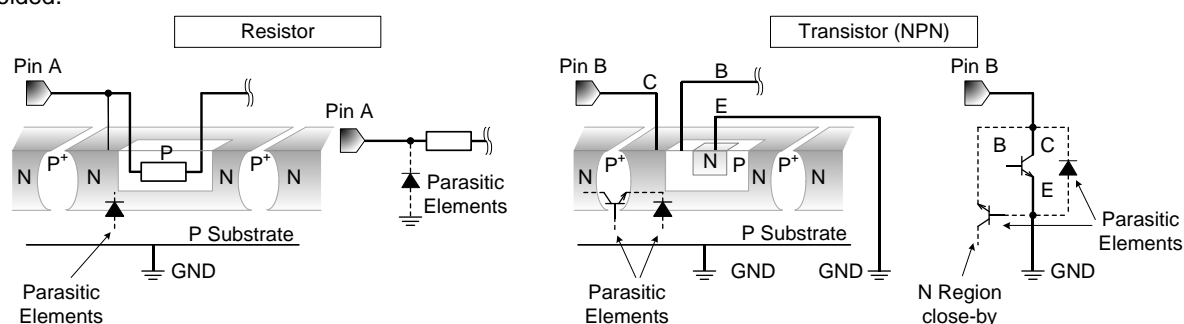 Resistor
Transistor (NPN)
Pin A
Pin A
N
P+
N
P
N
P+
N
Parasitic
Elements
P Substrate
GND
Parasitic
Elements
Pin B
C
B
E
N
P+
N
N
P
N
P+
N
P Substrate
GND
GND
Parasitic
Elements
Pin B
B
C
E
Parasitic
Elements
GND
N Region
close-by